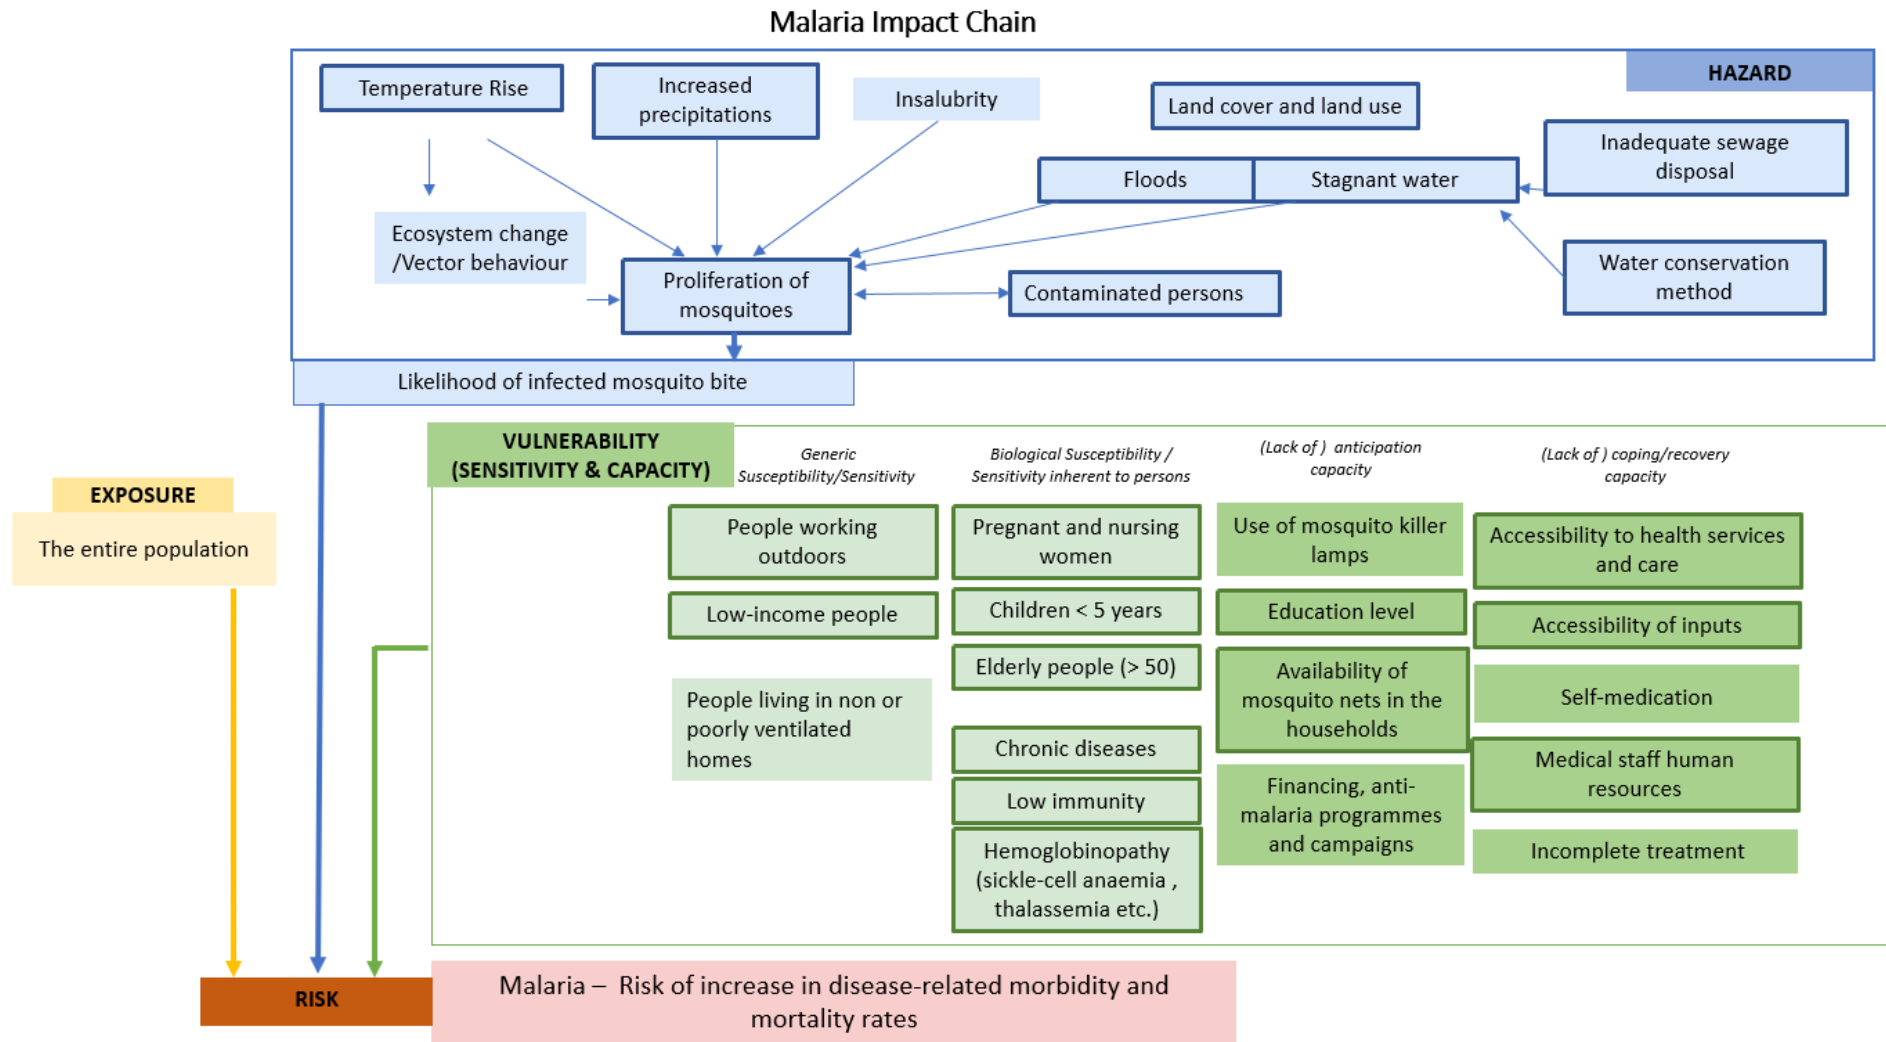 Malaria Impact Chain
HAZARD
Temperature Rise
Increased
precipitations
Insalubrity
Land cover and land use
Inadequate sewage
disposal
Floods
Stagnant water
Ecosystem change
/Vector behaviour
Proliferation of
mosquitoes
Contaminated persons
Water conservation
method
Likelihood of infected mosquito bite
VULNERABILITY
(SENSITIVITY & CAPACITY)
Generic
Susceptibility/Sensitivity
Biological Susceptibility /
Sensitivity inherent to persons
(Lack of ) anticipation
capacity
(Lack of ) coping/recovery
capacity
EXPOSURE
The entire population
People working
outdoors
Low-income people
People living in non or
poorly ventilated
homes
Pregnant and nursing
women
Children < 5 years
Elderly people (> 50)
Chronic diseases
Low immunity
Hemoglobinopathy
(sickle-cell anaemia ,
thalassemia etc.)
Use of mosquito killer
lamps
Education level
Availability of
mosquito nets in the
households
Financing, anti-
malaria programmes
and campaigns
Accessibility to health services
and care
Accessibility of inputs
Self-medication
Medical staff human
resources
Incomplete treatment
RISK
Malaria – Risk of increase in disease-related morbidity and
mortality rates